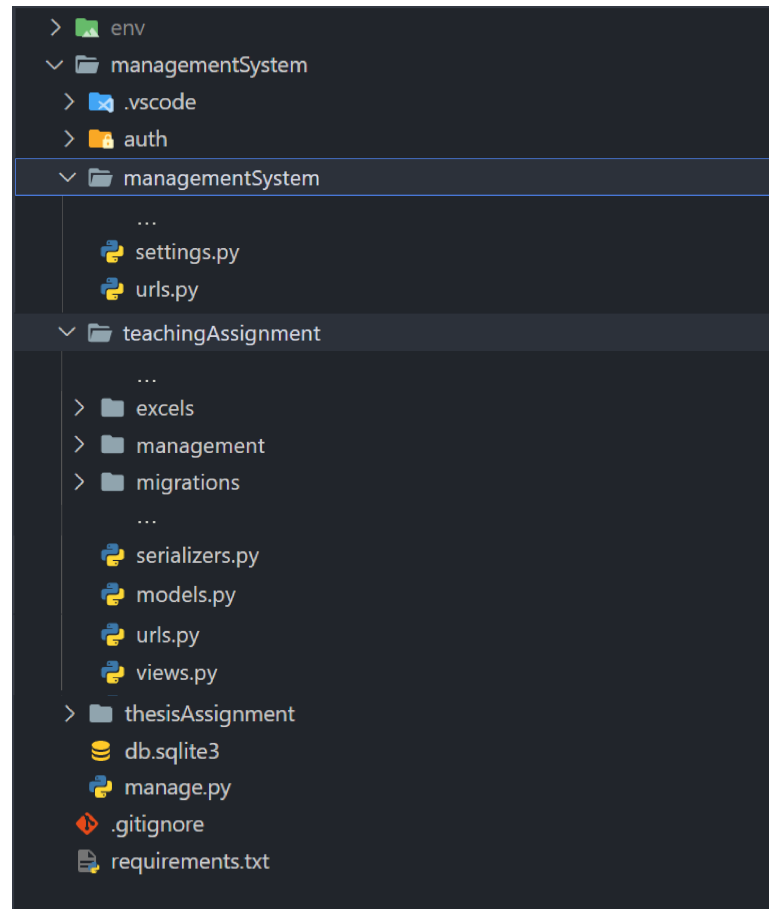 env
managementSystem
.vscode
auth
managementSystem
...
settings.py
urls.py
teachingAssignment
...
excels
management
migrations
...
serializers.py
models.py
urls.py
views.py
thesisAssignment
db.sqlite3
manage.py
.gitignore
requirements.txt